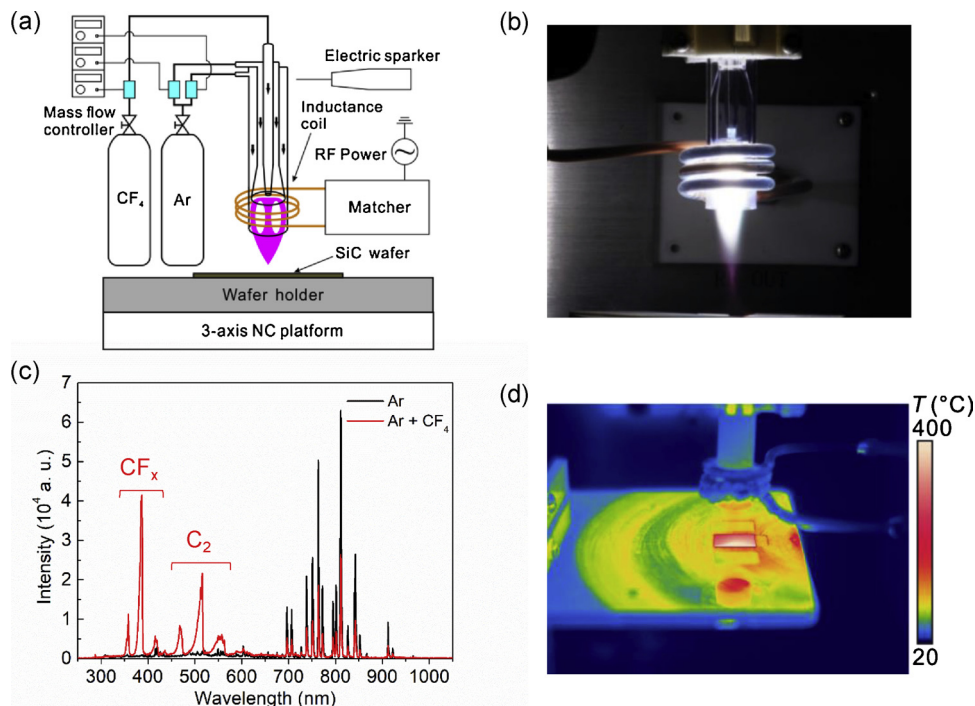 (a)
Electric sparker
Inductance
coil
Mass flow
controller
RF Power
CF₄
Ar
Matcher
SiC wafer
Wafer holder
3-axis NC platform
(b)
(c)
7
6
5
4
3
2
1
0
Intensity (10⁴ a. u.)
Ar
Ar + CF₄
CFₓ
C₂
300 400 500 600 700 800 900 1000
Wavelength (nm)
(d)
T (°C)
400
20